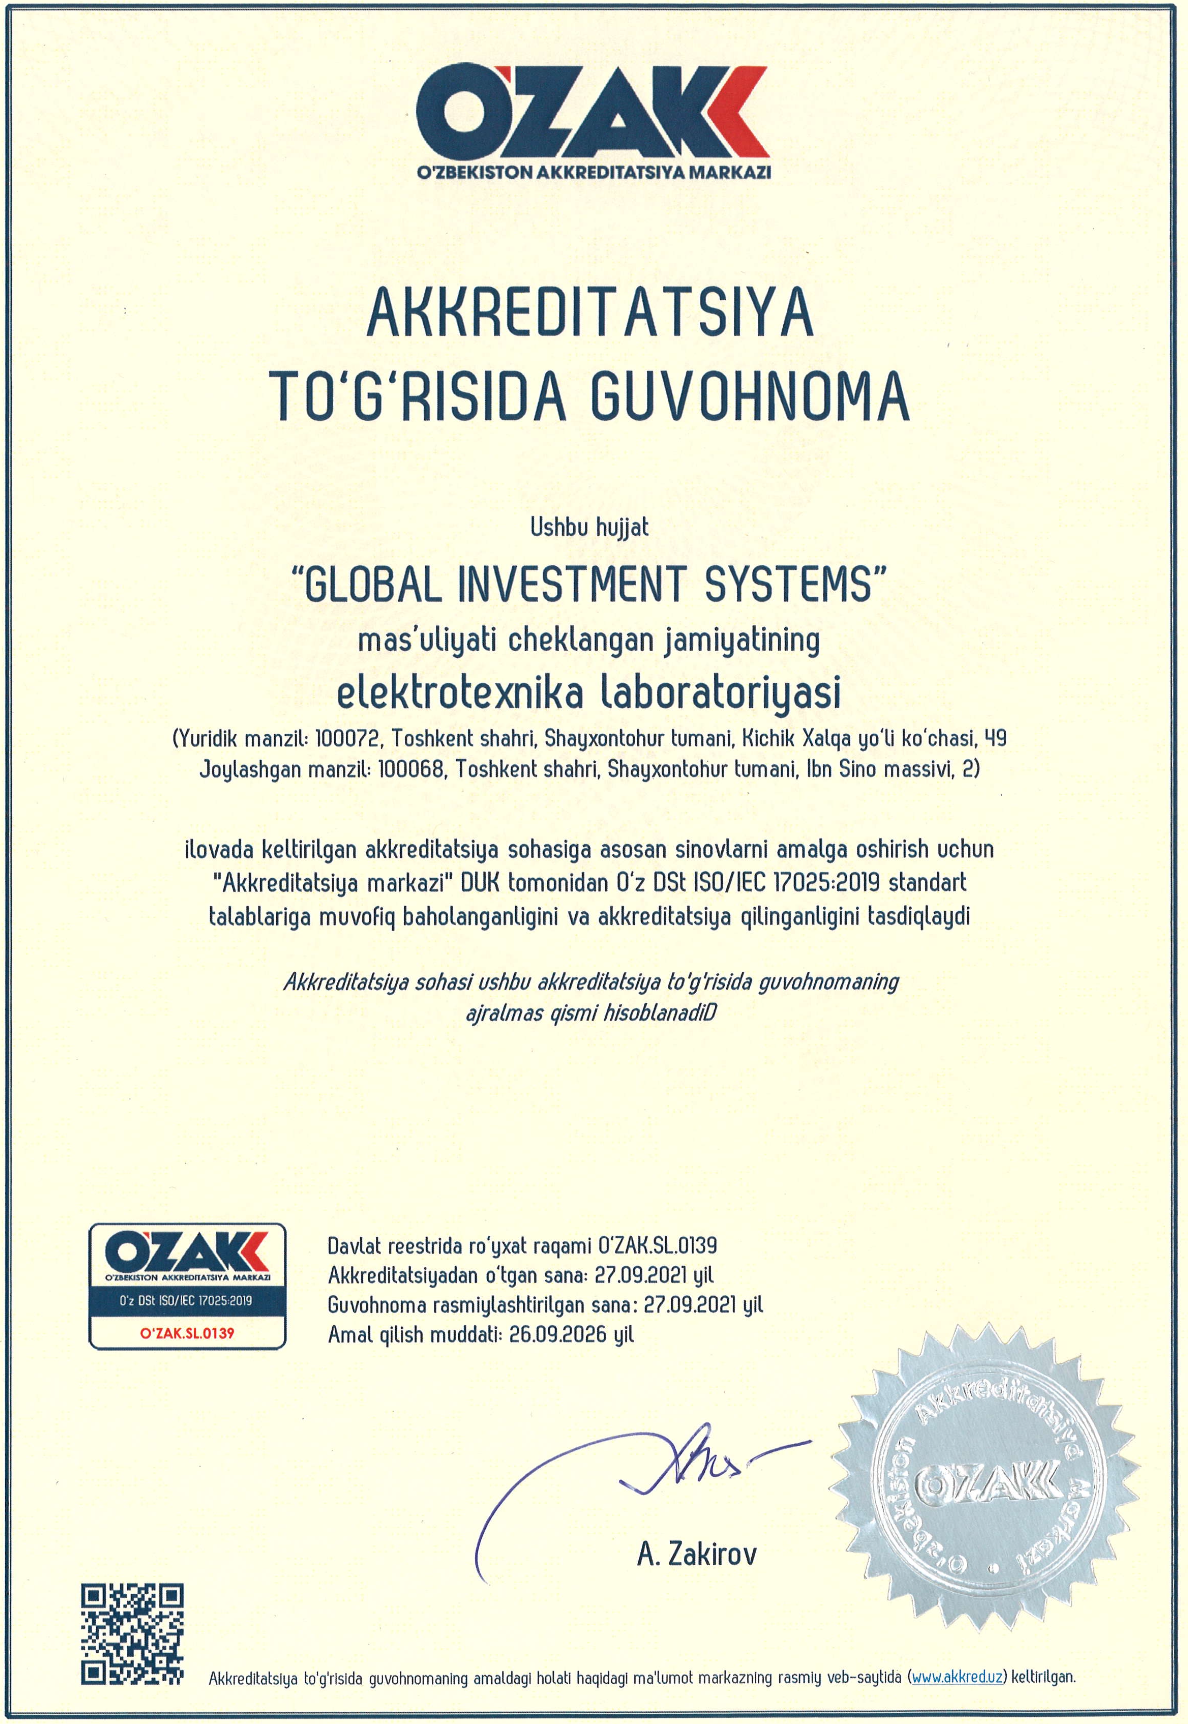 O'ZAK
O'ZBEKISTON AKKREDITATSIYA MARKAZI
AKKREDITATSIYA
TO‘G‘RISIDA GUVOHNOMA
Ushbu hujjat
“GLOBAL INVESTMENT SYSTEMS”
mas’uliyati cheklangan jamiyatining
elektrotexnika laboratoriyasi
(Yuridik manzil: 100072, Toshkent shahri, Shayxontohur tumani, Kichik Xalqa yo‘li ko‘chasi, 49
Joylashgan manzil: 100068, Toshkent shahri, Shayxontohur tumani, Ibn Sino massivi, 2)
ilovada keltirilgan akkreditatsiya sohasiga asosan sinovlarni amalga oshirish uchun
"Akkreditatsiya markazi" DUK tomonidan O‘z DSt ISO/IEC 17025:2019 standart
talablariga muvofiq baholanganligini va akkreditatsiya qilinganligini tasdiqlaydi
Akkreditatsiya sohasi ushbu akkreditatsiya to'g'risida guvohnomaning
ajralmas qismi hisoblanadiD
O'ZAK
O'ZBEKISTON AKKREDITATSIYA MARKAZI
O'z DSt ISO/IEC 17025:2019
O'ZAK.SL.0139
Davlat reestrida ro‘yxat raqami O‘ZAK.SL.0139
Akkreditatsiyadan o‘tgan sana: 27.09.2021 yil
Guvohnoma rasmiylashtirilgan sana: 27.09.2021 yil
Amal qilish muddati: 26.09.2026 yil
O'zbekiston Akkreditatsiya Markazi
O'ZAK
A. Zakirov
Akkreditatsiya to'g'risida guvohnomaning amaldagi holati haqidagi ma'lumot markazning rasmiy veb-saytida (www.akkred.uz) keltirilgan.